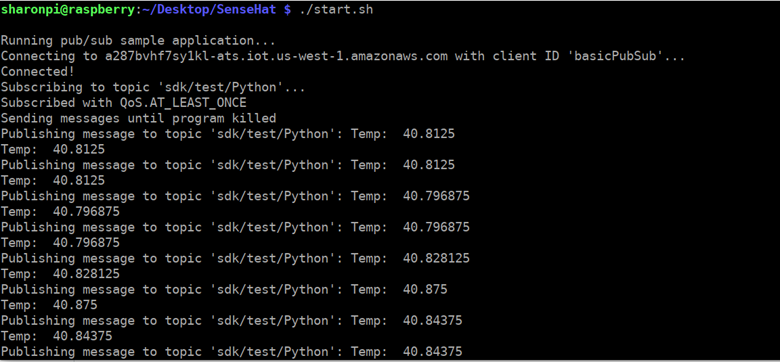 sharonpi@raspberry:~/Desktop/SenseHat $ ./start.sh
Running pub/sub sample application...
Connecting to a287bvhf7sy1kl-ats.iot.us-west-1.amazonaws.com with client ID 'basicPubSub'...
Connected!
Subscribing to topic 'sdk/test/Python'...
Subscribed with QoS.AT_LEAST_ONCE
Sending messages until program killed
Publishing message to topic 'sdk/test/Python': Temp:  40.8125
Temp:  40.8125
Publishing message to topic 'sdk/test/Python': Temp:  40.8125
Temp:  40.8125
Publishing message to topic 'sdk/test/Python': Temp:  40.796875
Temp:  40.796875
Publishing message to topic 'sdk/test/Python': Temp:  40.796875
Temp:  40.796875
Publishing message to topic 'sdk/test/Python': Temp:  40.828125
Temp:  40.828125
Publishing message to topic 'sdk/test/Python': Temp:  40.875
Temp:  40.875
Publishing message to topic 'sdk/test/Python': Temp:  40.84375
Temp:  40.84375
Publishing message to topic 'sdk/test/Python': Temp:  40.84375